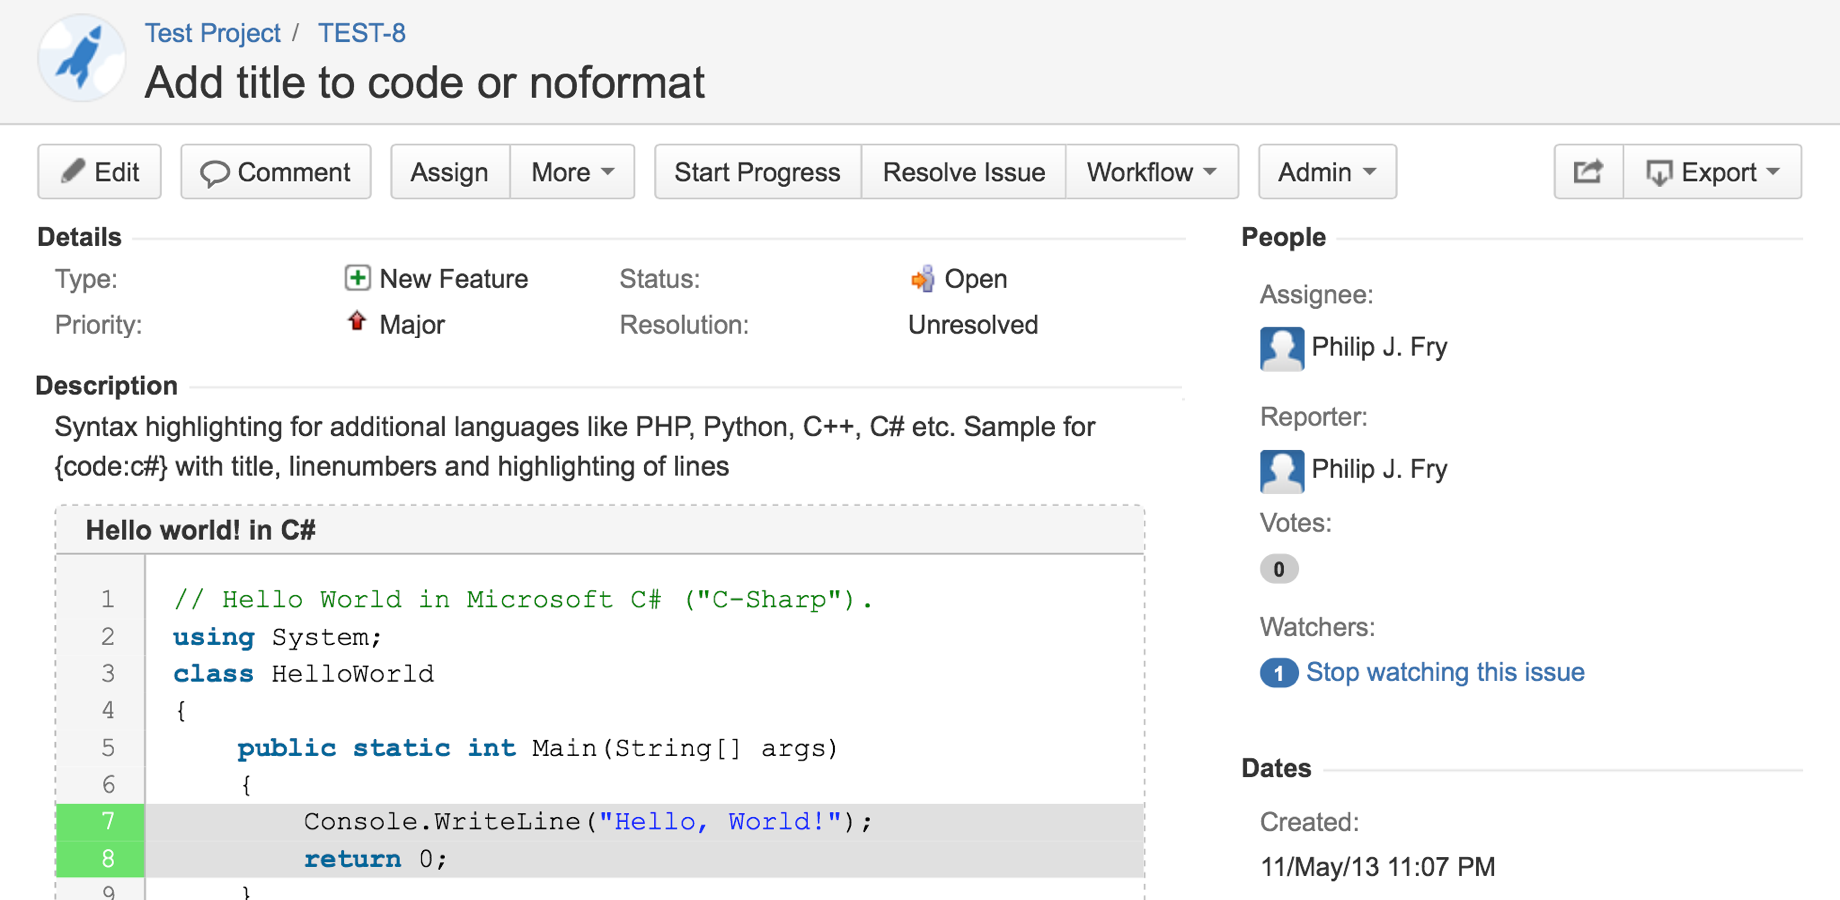 Test Project / TEST-8
Add title to code or noformat
Edit Comment Assign More Start Progress Resolve Issue Workflow Admin Export
Details
Type: New Feature Status: Open
Priority: Major Resolution: Unresolved
Description
Syntax highlighting for additional languages like PHP, Python, C++, C# etc. Sample for
{code:c#} with title, linenumbers and highlighting of lines
Hello world! in C#
1 // Hello World in Microsoft C# ("C-Sharp").
2 using System;
3 class HelloWorld
4 {
5 public static int Main(String[] args)
6 {
7 Console.WriteLine("Hello, World!");
8 return 0;
9 }
People
Assignee:
Philip J. Fry
Reporter:
Philip J. Fry
Votes:
0
Watchers:
1 Stop watching this issue
Dates
Created:
11/May/13 11:07 PM